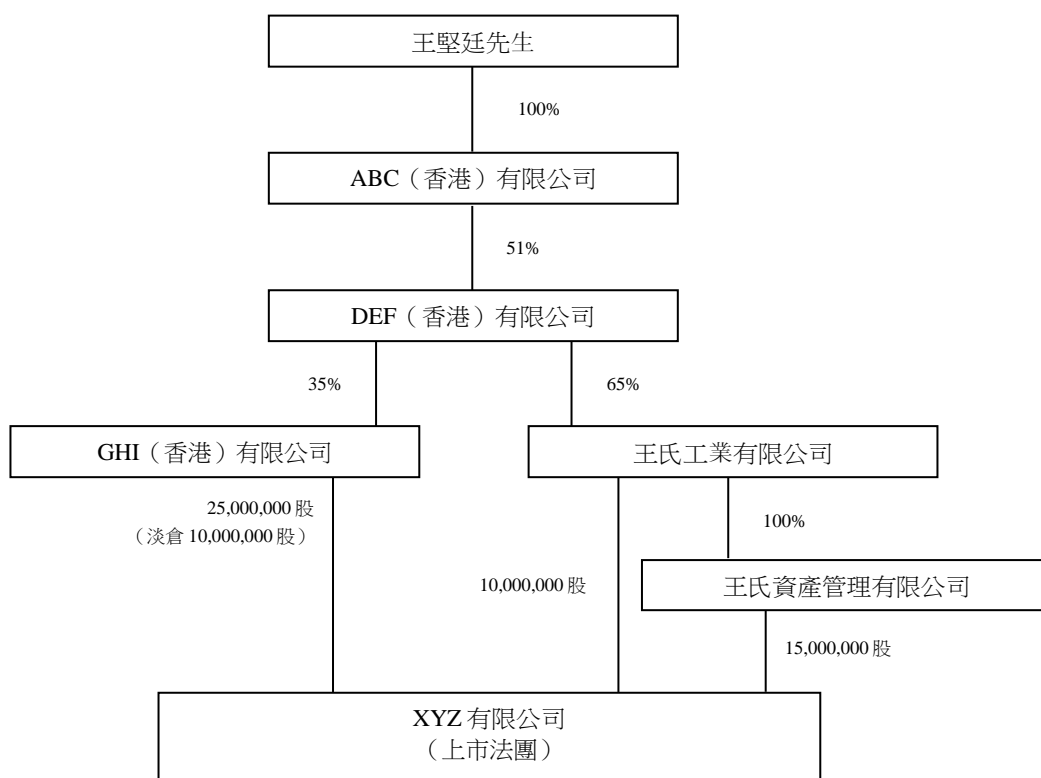 王堅廷先生
100%
ABC（香港）有限公司
51%
DEF（香港）有限公司
35%
65%
GHI（香港）有限公司
王氏工業有限公司
25,000,000 股
（淡倉 10,000,000 股）
100%
10,000,000 股
王氏資產管理有限公司
15,000,000 股
XYZ 有限公司
（上市法團）